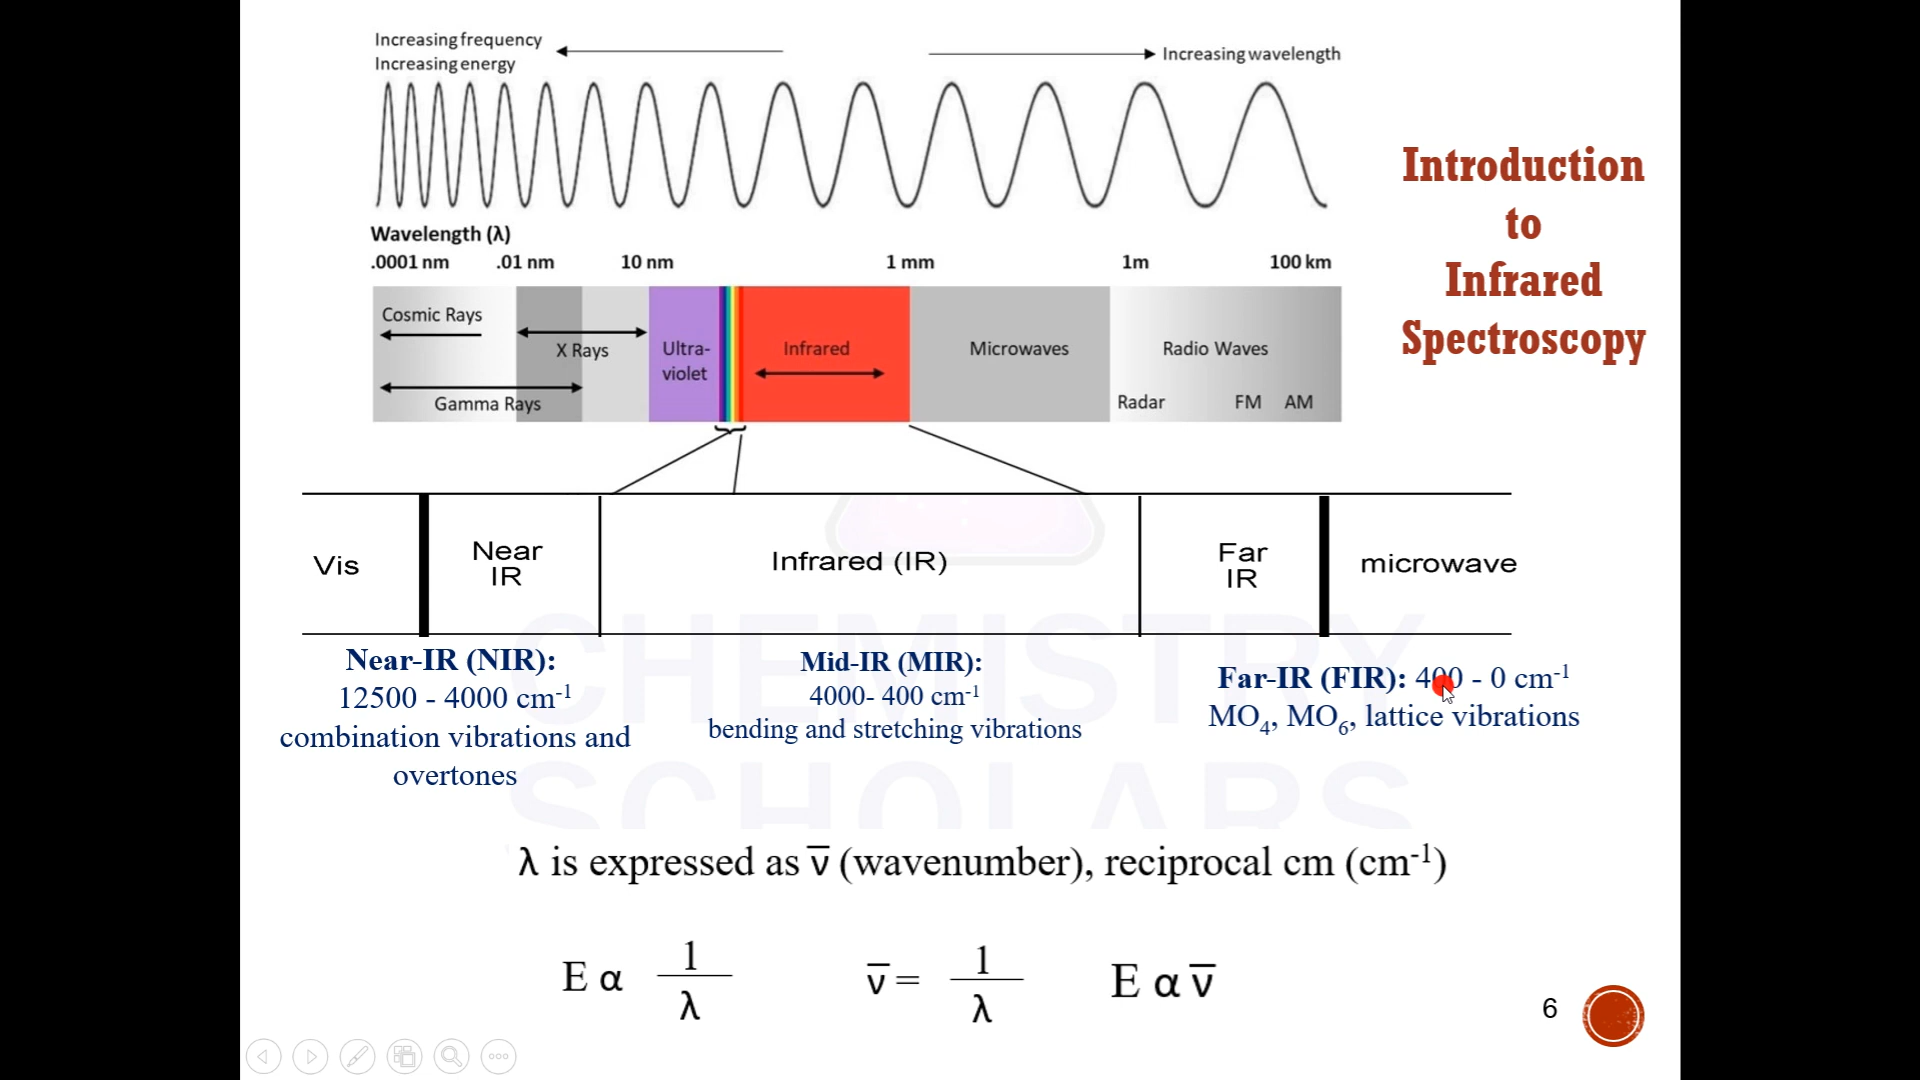 Increasing frequency
Increasing energy
Increasing wavelength
Introduction
to
Infrared
Spectroscopy
Wavelength (λ)
.0001 nm .01 nm 10 nm 1 mm 1m 100 km
Cosmic Rays
X Rays
Gamma Rays
Ultra-
violet
Infrared
Microwaves
Radio Waves
Radar FM AM
Vis
Near
IR
Infrared (IR)
Far
IR
microwave
Near-IR (NIR):
12500 - 4000 cm⁻¹
combination vibrations and
overtones
Mid-IR (MIR):
4000- 400 cm⁻¹
bending and stretching vibrations
Far-IR (FIR): 400 - 0 cm⁻¹
MO₄, MO₆, lattice vibrations
CHEMISTRY
SCHOLARS
λ is expressed as ν̅ (wavenumber), reciprocal cm (cm⁻¹)
E α 1/λ
ν̅ = 1/λ
E α ν̅
6